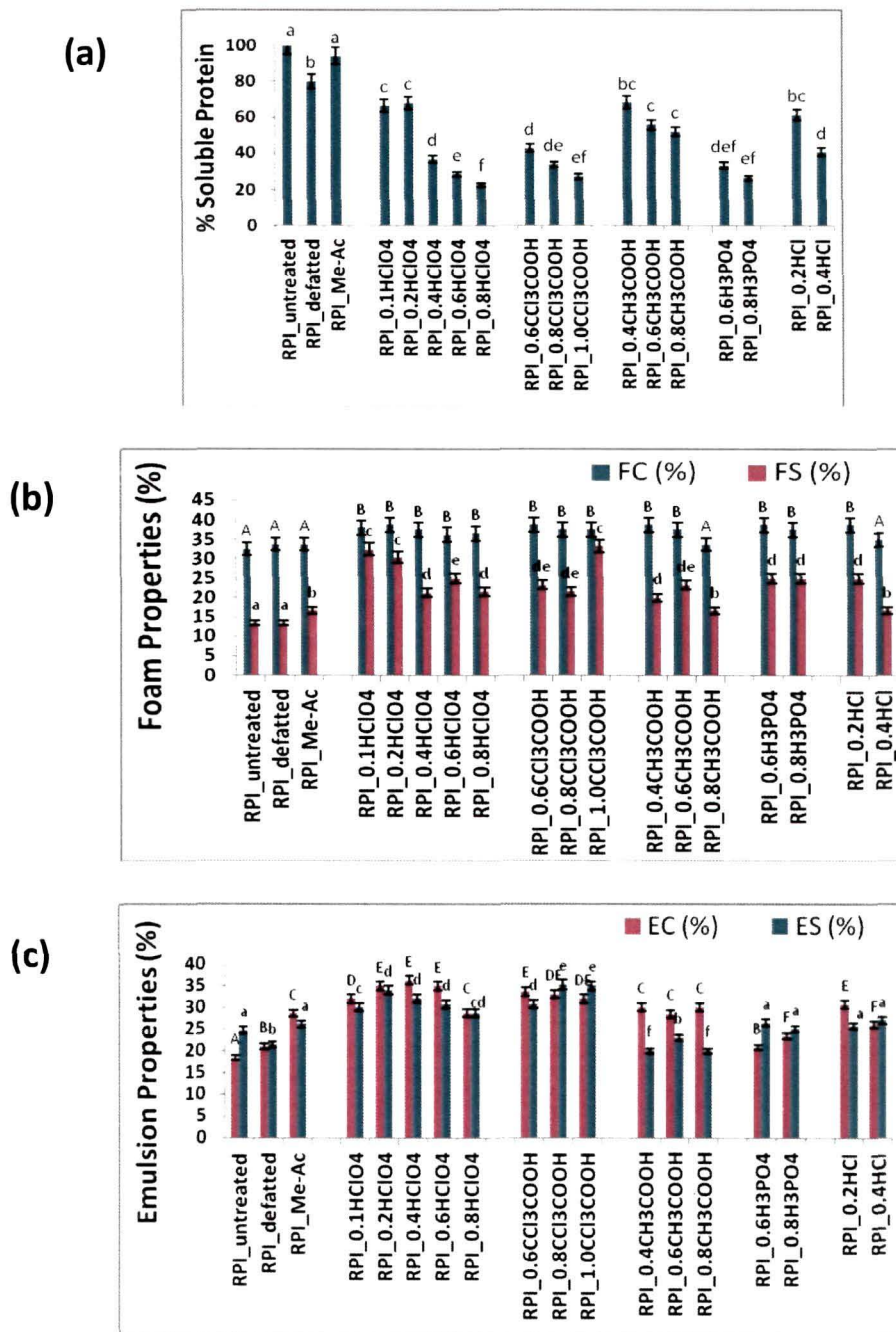 (a)
% Soluble Protein
100
80
60
40
20
0
a
b
a
c
c
d
e
f
d
de
ef
bc
c
c
def
ef
bc
d
RPI_untreated
RPI_defatted
RPI_Me-Ac
RPI_0.1HClO4
RPI_0.2HClO4
RPI_0.4HClO4
RPI_0.6HClO4
RPI_0.8HClO4
RPI_0.6CCl3COOH
RPI_0.8CCl3COOH
RPI_1.0CCl3COOH
RPI_0.4CH3COOH
RPI_0.6CH3COOH
RPI_0.8CH3COOH
RPI_0.6H3PO4
RPI_0.8H3PO4
RPI_0.2HCl
RPI_0.4HCl
(b)
Foam Properties (%)
FC (%) FS (%)
45
40
35
30
25
20
15
10
5
0
A a
A a
A b
B c
B c
B d
B e
B d
B de
B de
B c
B d
B de
A b
B d
B d
B d
A b
RPI_untreated
RPI_defatted
RPI_Me-Ac
RPI_0.1HClO4
RPI_0.2HClO4
RPI_0.4HClO4
RPI_0.6HClO4
RPI_0.8HClO4
RPI_0.6CCl3COOH
RPI_0.8CCl3COOH
RPI_1.0CCl3COOH
RPI_0.4CH3COOH
RPI_0.6CH3COOH
RPI_0.8CH3COOH
RPI_0.6H3PO4
RPI_0.8H3PO4
RPI_0.2HCl
RPI_0.4HCl
(c)
Emulsion Properties (%)
EC (%) ES (%)
40
35
30
25
20
15
10
5
0
A a
B b
C a
D c
E d
E d
E d
C cd
E d
DE e
DE e
C f
C b
C f
B a
F a
E a
F a
RPI_untreated
RPI_defatted
RPI_Me-Ac
RPI_0.1HClO4
RPI_0.2HClO4
RPI_0.4HClO4
RPI_0.6HClO4
RPI_0.8HClO4
RPI_0.6CCl3COOH
RPI_0.8CCl3COOH
RPI_1.0CCl3COOH
RPI_0.4CH3COOH
RPI_0.6CH3COOH
RPI_0.8CH3COOH
RPI_0.6H3PO4
RPI_0.8H3PO4
RPI_0.2HCl
RPI_0.4HCl